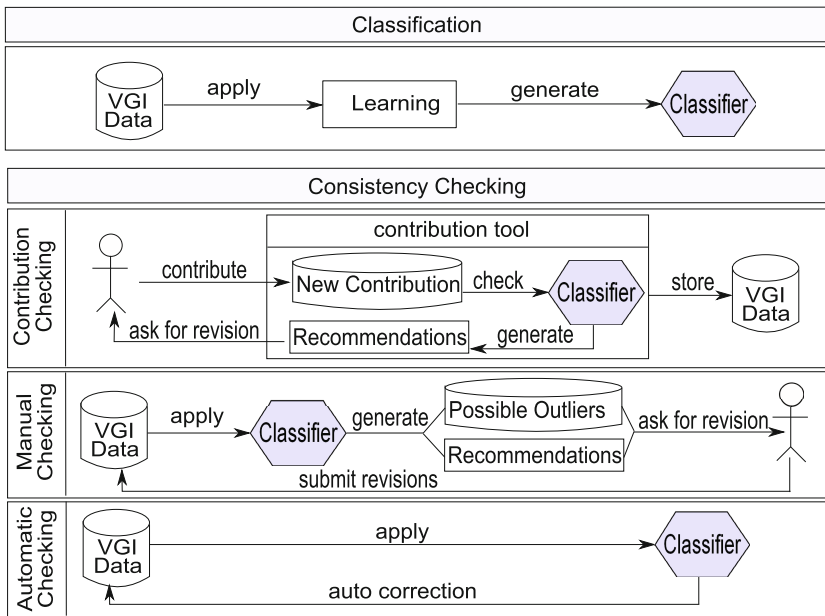 Classification
VGI
Data
apply
Learning
generate
Classifier
Consistency Checking
Contribution
Checking
contribution tool
contribute
New Contribution
check
Classifier
store
VGI
Data
ask for revision
Recommendations
generate
Manual
Checking
VGI
Data
apply
Classifier
generate
Possible Outliers
Recommendations
ask for revision
submit revisions
Automatic
Checking
VGI
Data
apply
Classifier
auto correction